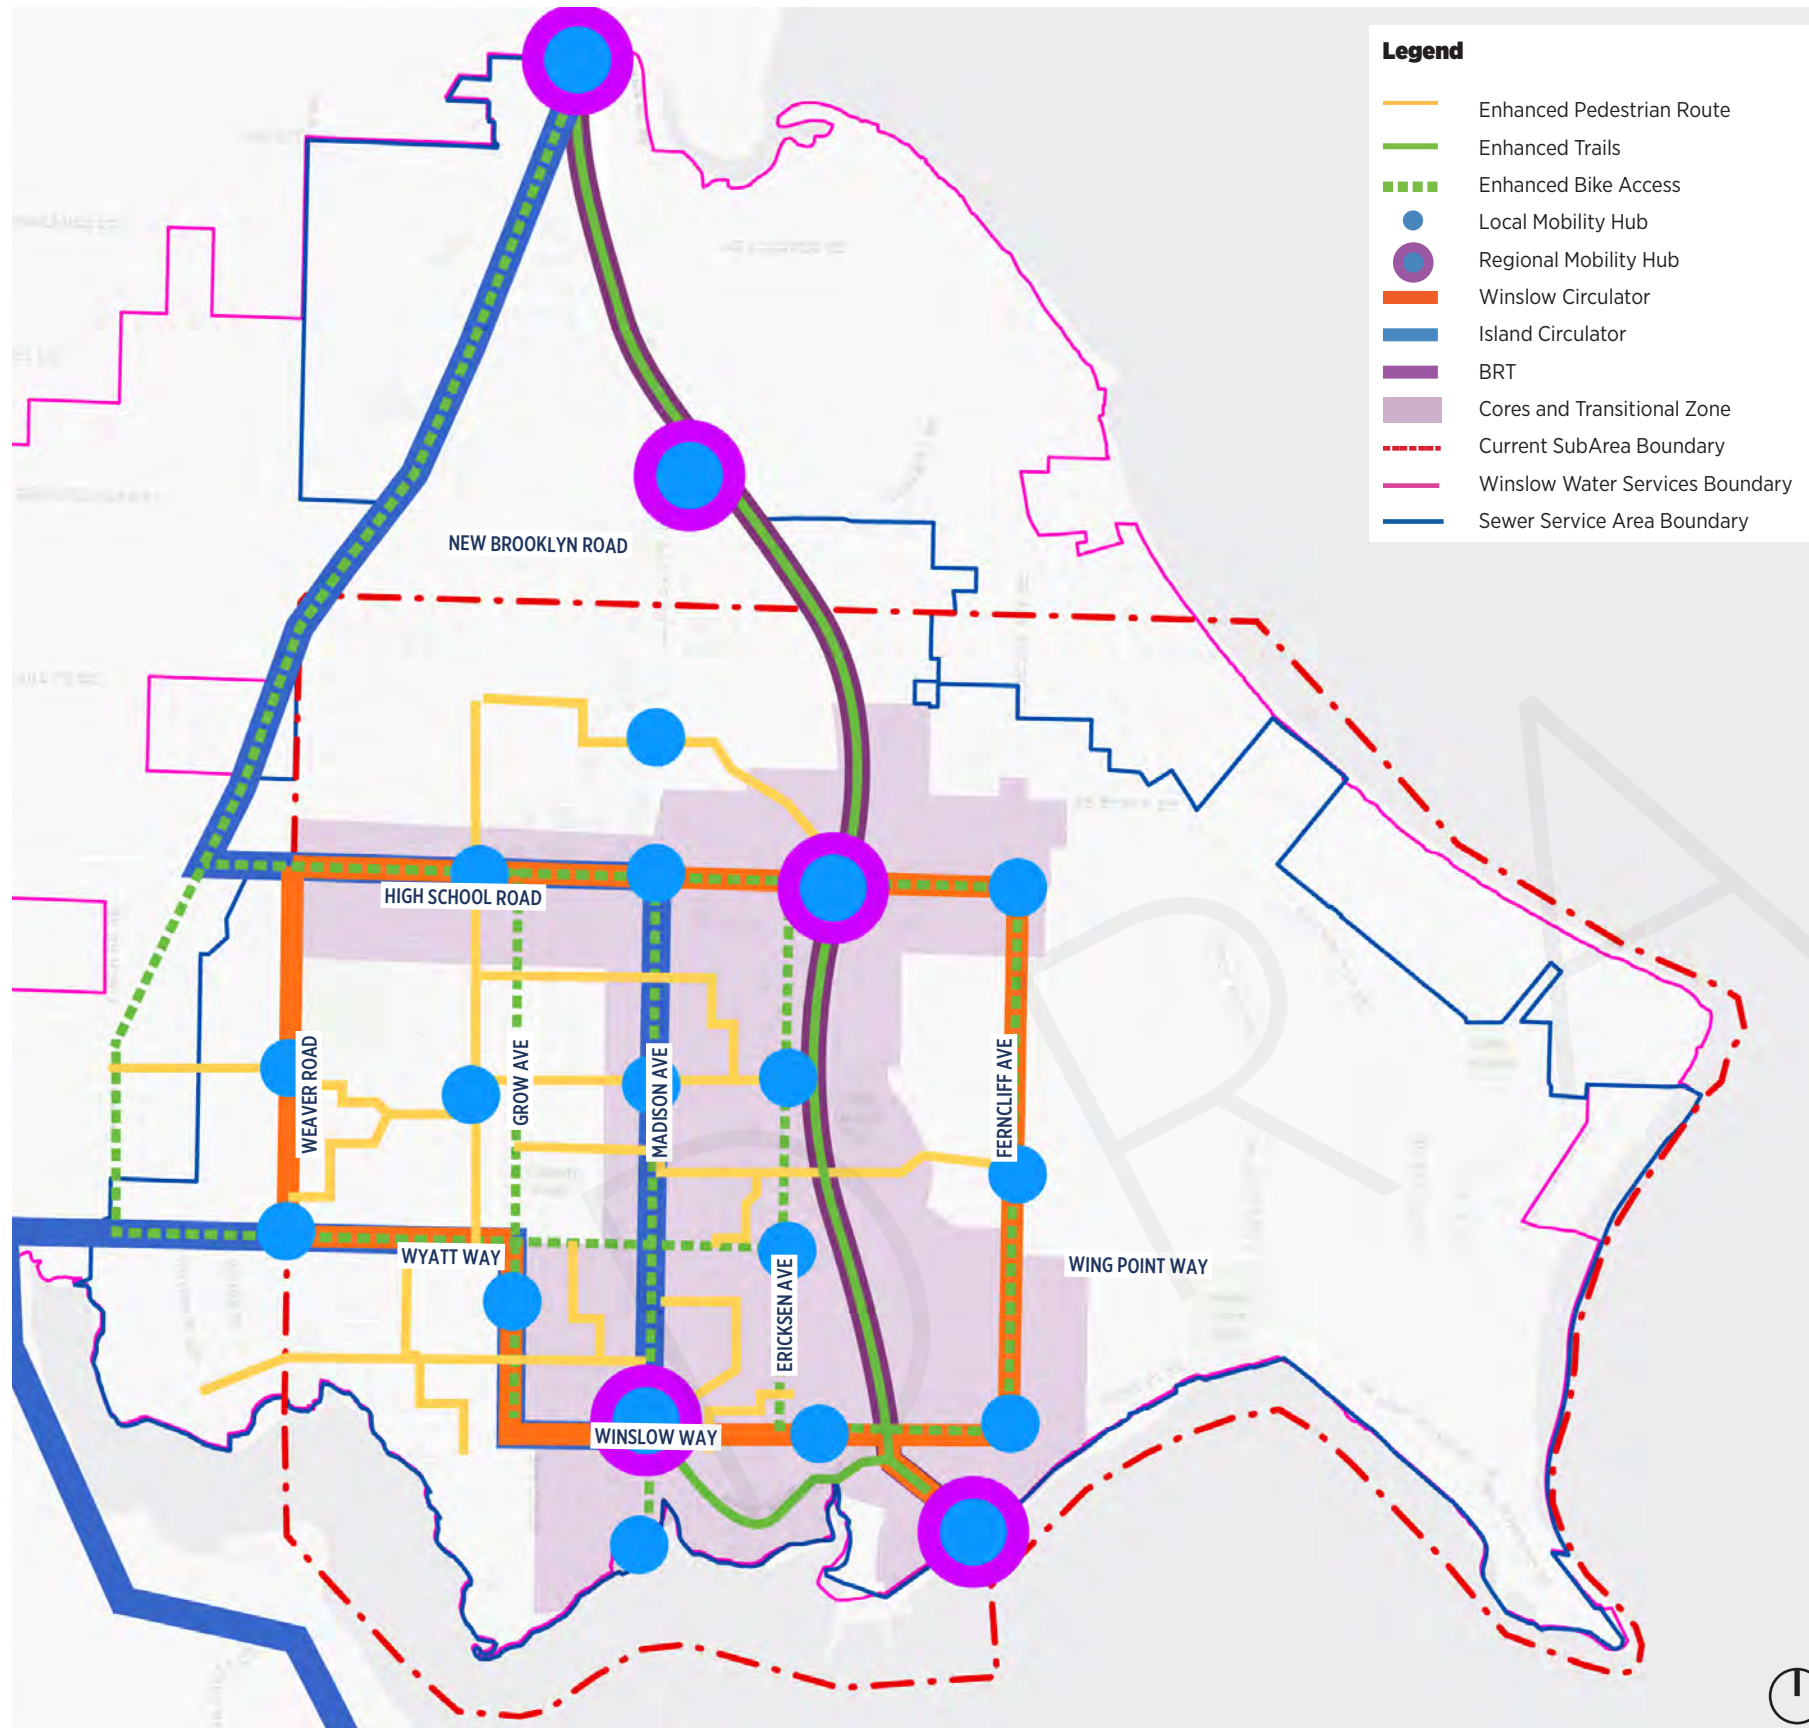 Legend
Enhanced Pedestrian Route
Enhanced Trails
Enhanced Bike Access
Local Mobility Hub
Regional Mobility Hub
Winslow Circulator
Island Circulator
BRT
Cores and Transitional Zone
Current SubArea Boundary
Winslow Water Services Boundary
Sewer Service Area Boundary
NEW BROOKLYN ROAD
HIGH SCHOOL ROAD
WEAVER ROAD
GROW AVE
MADISON AVE
FERNCLIFF AVE
WYATT WAY
ERICKSEN AVE
WING POINT WAY
WINSLOW WAY
DRA